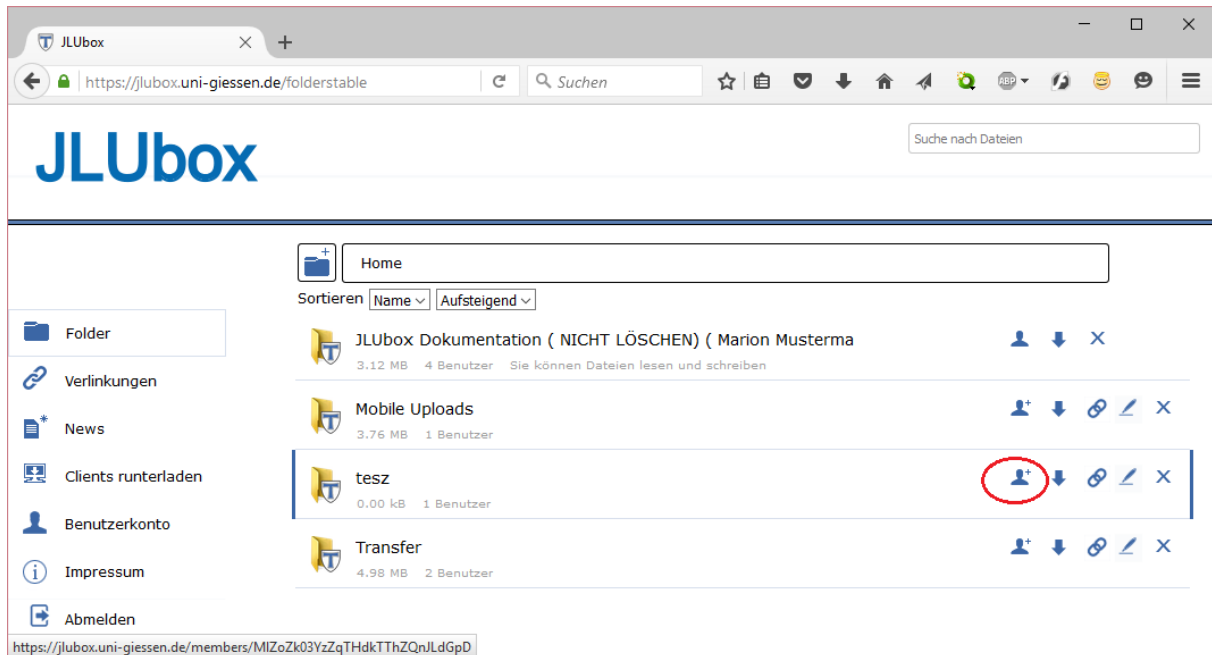 JLUbox
https://jlubox.uni-giessen.de/folderstable
Suchen
ABP
JLUbox
Suche nach Dateien
Home
Sortieren Name Aufsteigend
Folder
Verlinkungen
News
Clients runterladen
Benutzerkonto
Impressum
Abmelden
JLUbox Dokumentation ( NICHT LÖSCHEN) ( Marion Musterma
3.12 MB 4 Benutzer Sie können Dateien lesen und schreiben
Mobile Uploads
3.76 MB 1 Benutzer
tesz
0.00 kB 1 Benutzer
Transfer
4.98 MB 2 Benutzer
https://jlubox.uni-giessen.de/members/MlZoZk03YzZqTHdkTThZQnJLdGpD